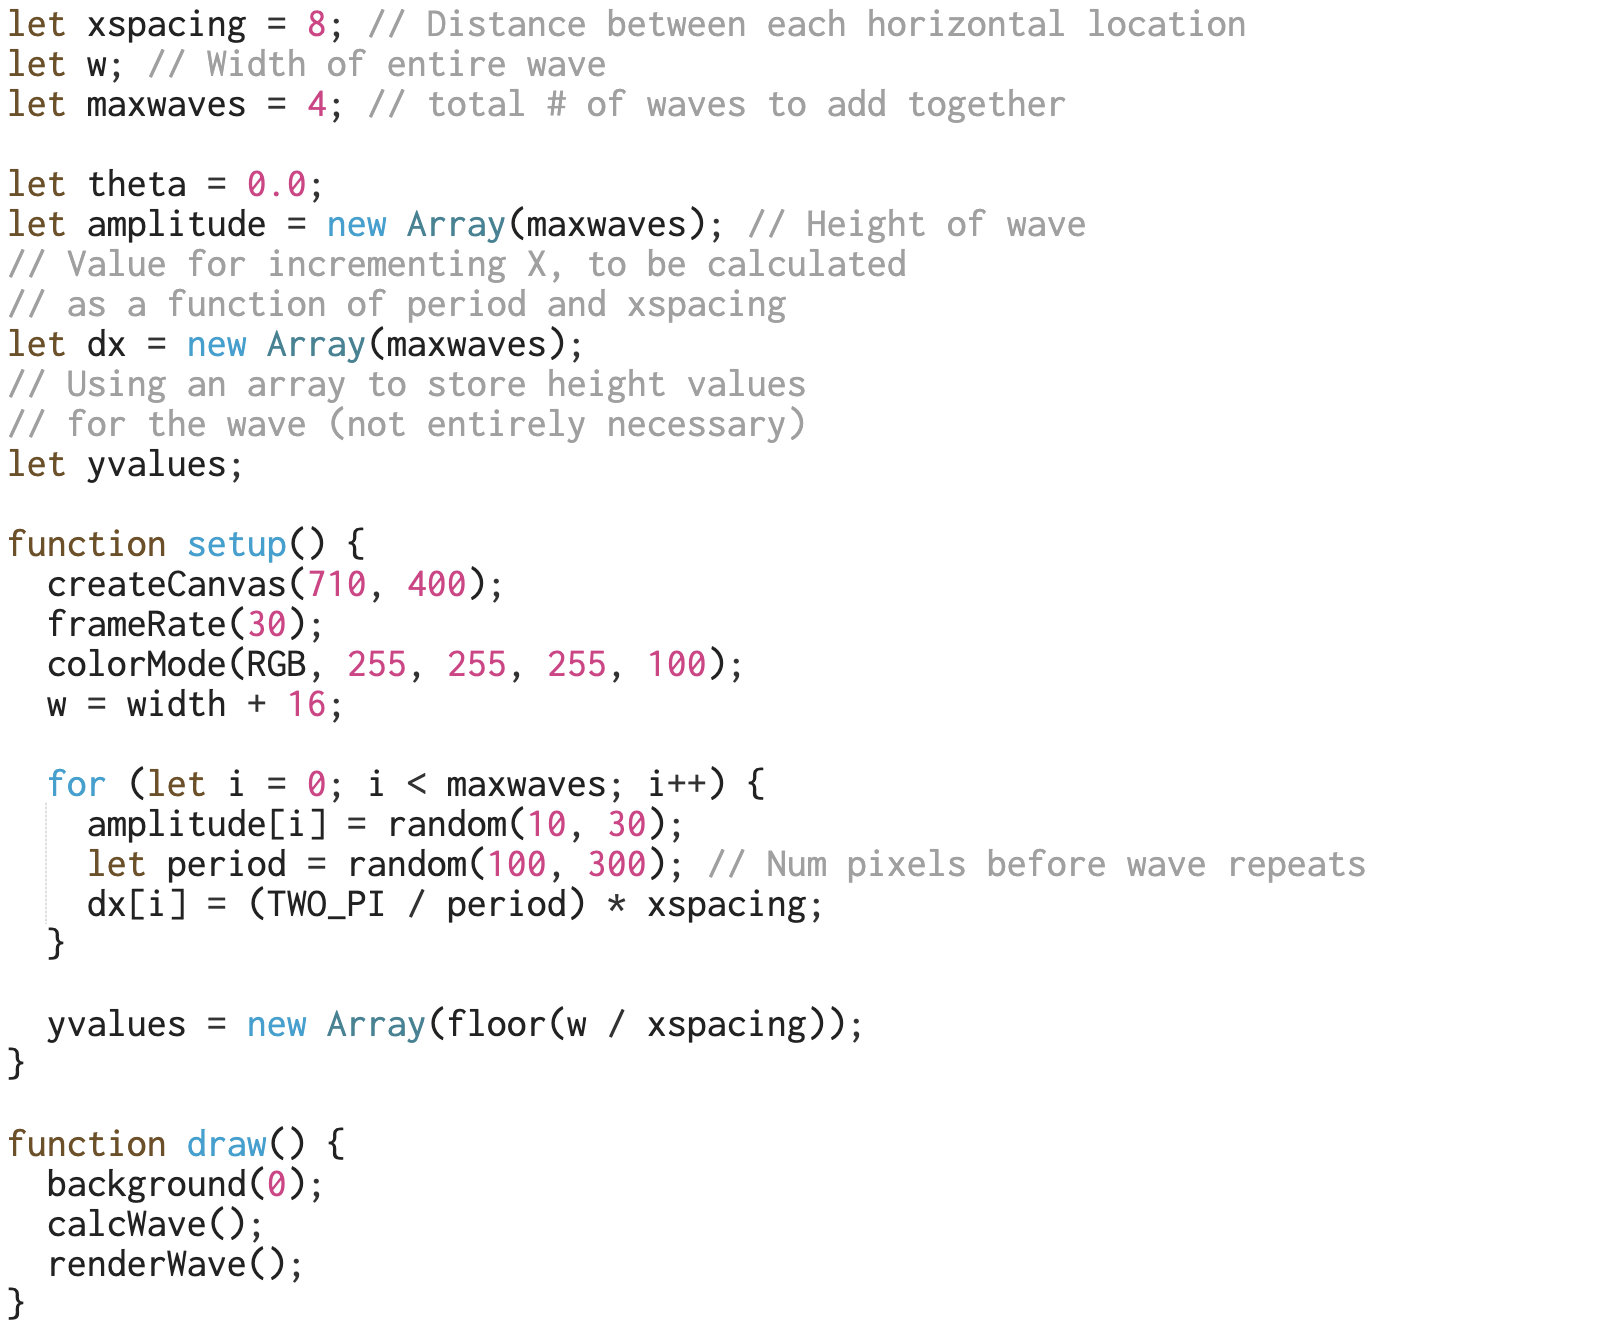 let xspacing = 8; // Distance between each horizontal location
let w; // Width of entire wave
let maxwaves = 4; // total # of waves to add together

let theta = 0.0;
let amplitude = new Array(maxwaves); // Height of wave
// Value for incrementing X, to be calculated
// as a function of period and xspacing
let dx = new Array(maxwaves);
// Using an array to store height values
// for the wave (not entirely necessary)
let yvalues;

function setup() {
  createCanvas(710, 400);
  frameRate(30);
  colorMode(RGB, 255, 255, 255, 100);
  w = width + 16;

  for (let i = 0; i < maxwaves; i++) {
    amplitude[i] = random(10, 30);
    let period = random(100, 300); // Num pixels before wave repeats
    dx[i] = (TWO_PI / period) * xspacing;
  }

  yvalues = new Array(floor(w / xspacing));
}

function draw() {
  background(0);
  calcWave();
  renderWave();
}